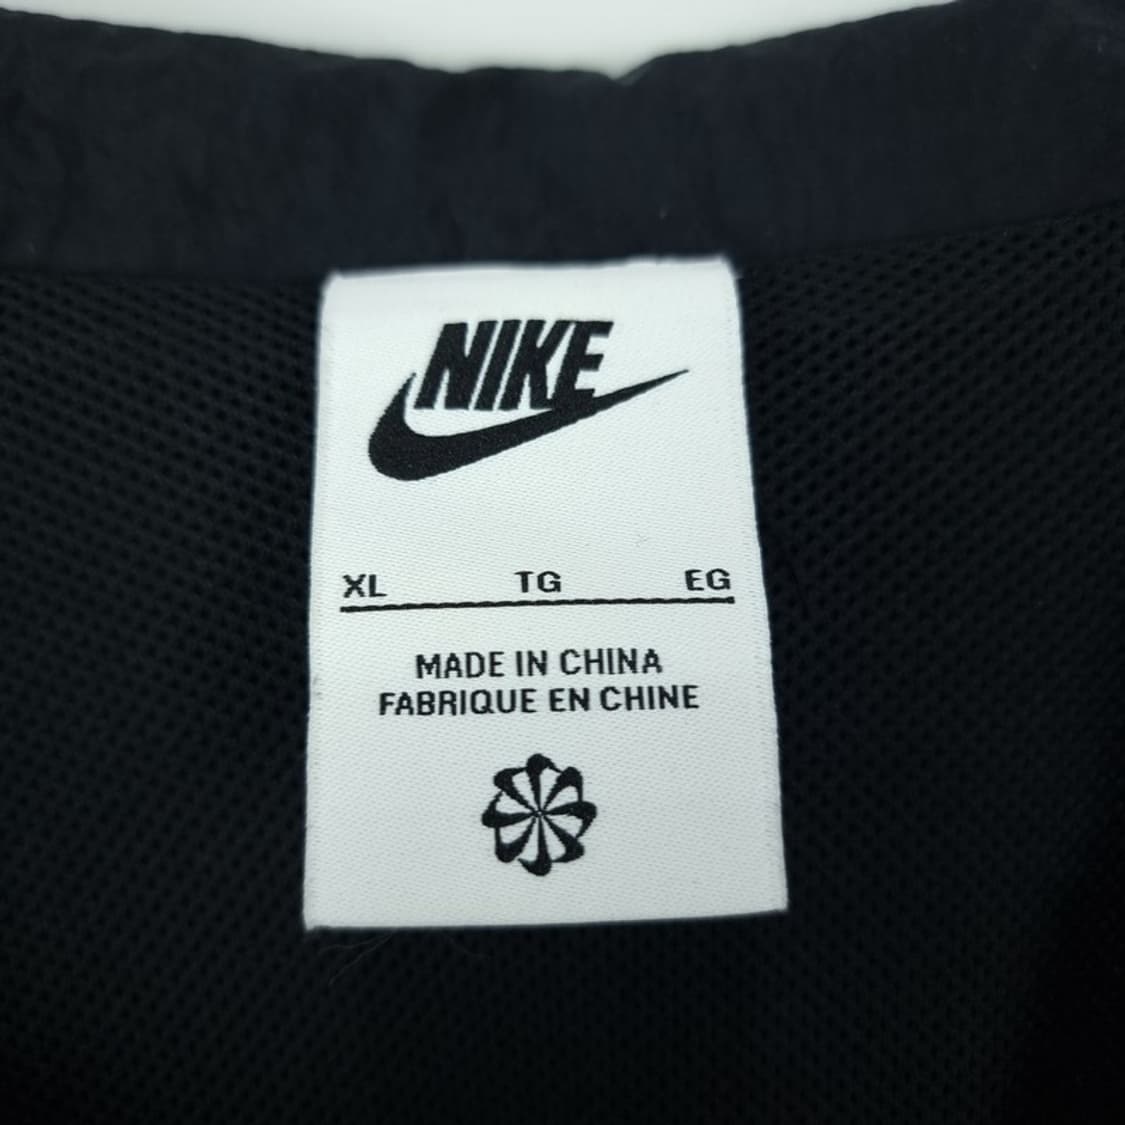 NIKE
XL TG EG
MADE IN CHINA
FABRIQUE EN CHINE